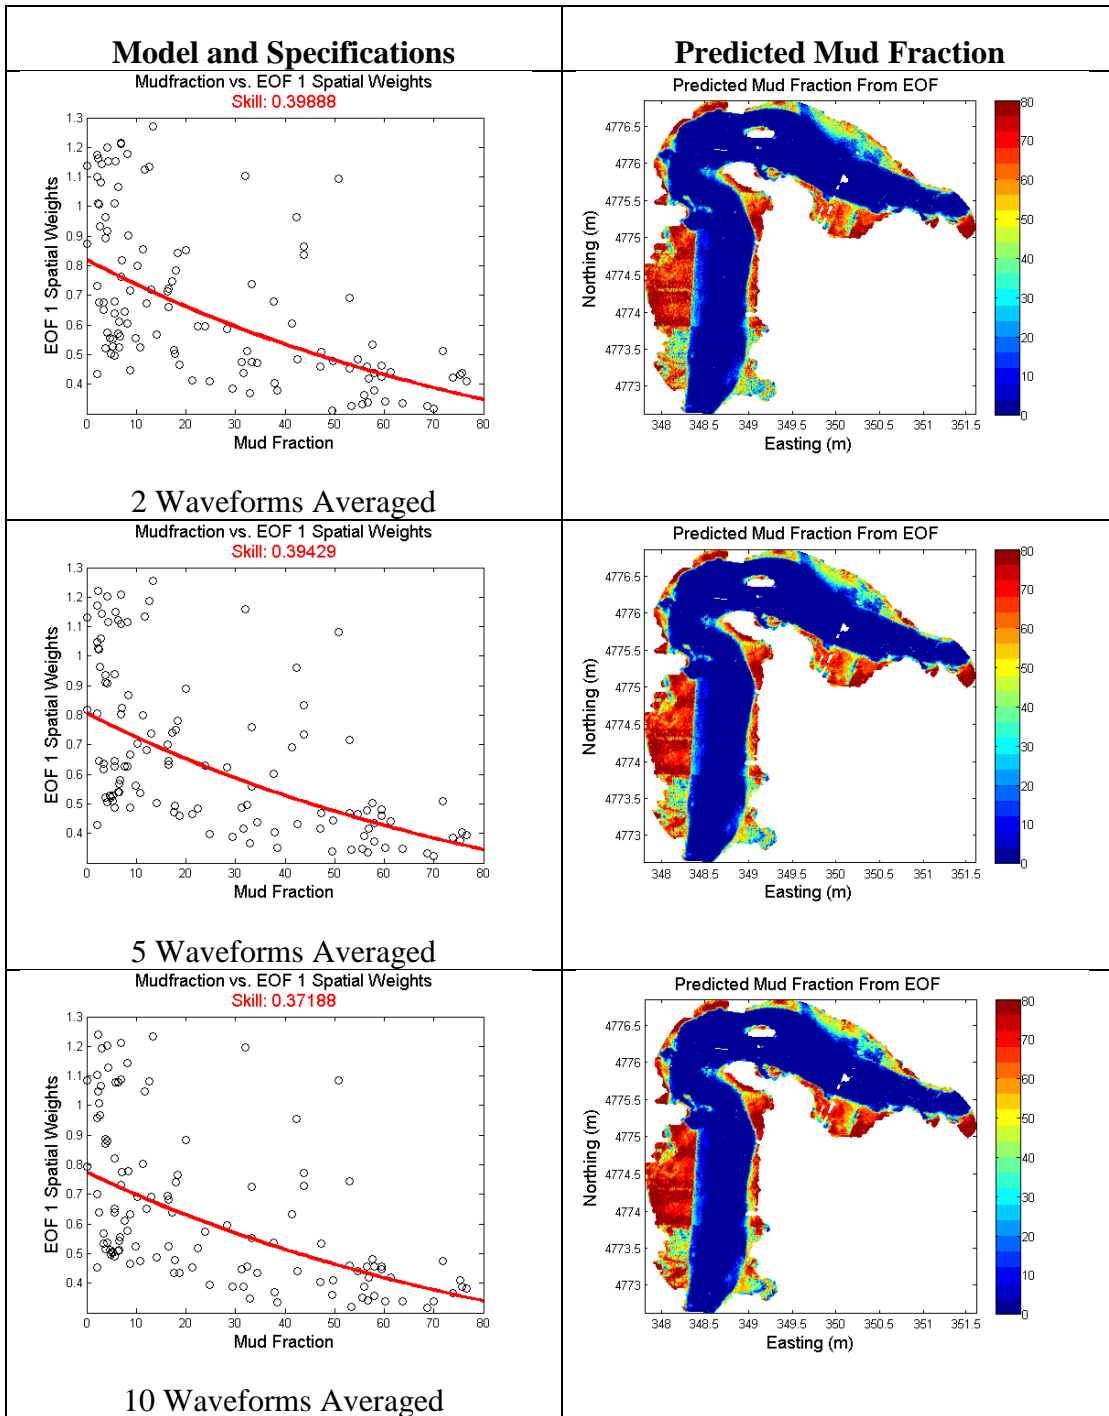 Model and Specifications
Predicted Mud Fraction
Mudfraction vs. EOF 1 Spatial Weights
Skill: 0.39888
1.3
1.2
1.1
1
0.9
0.8
0.7
0.6
0.5
0.4
EOF 1 Spatial Weights
0 10 20 30 40 50 60 70 80
Mud Fraction
2 Waveforms Averaged
Predicted Mud Fraction From EOF
4776.5
4776
4775.5
4775
4774.5
4774
4773.5
4773
Northing (m)
348 348.5 349 349.5 350 350.5 351 351.5
Easting (m)
80
70
60
50
40
30
20
10
0
Mudfraction vs. EOF 1 Spatial Weights
Skill: 0.39429
1.3
1.2
1.1
1
0.9
0.8
0.7
0.6
0.5
0.4
EOF 1 Spatial Weights
0 10 20 30 40 50 60 70 80
Mud Fraction
5 Waveforms Averaged
Predicted Mud Fraction From EOF
4776.5
4776
4775.5
4775
4774.5
4774
4773.5
4773
Northing (m)
348 348.5 349 349.5 350 350.5 351 351.5
Easting (m)
80
70
60
50
40
30
20
10
0
Mudfraction vs. EOF 1 Spatial Weights
Skill: 0.37188
1.3
1.2
1.1
1
0.9
0.8
0.7
0.6
0.5
0.4
EOF 1 Spatial Weights
0 10 20 30 40 50 60 70 80
Mud Fraction
10 Waveforms Averaged
Predicted Mud Fraction From EOF
4776.5
4776
4775.5
4775
4774.5
4774
4773.5
4773
Northing (m)
348 348.5 349 349.5 350 350.5 351 351.5
Easting (m)
80
70
60
50
40
30
20
10
0